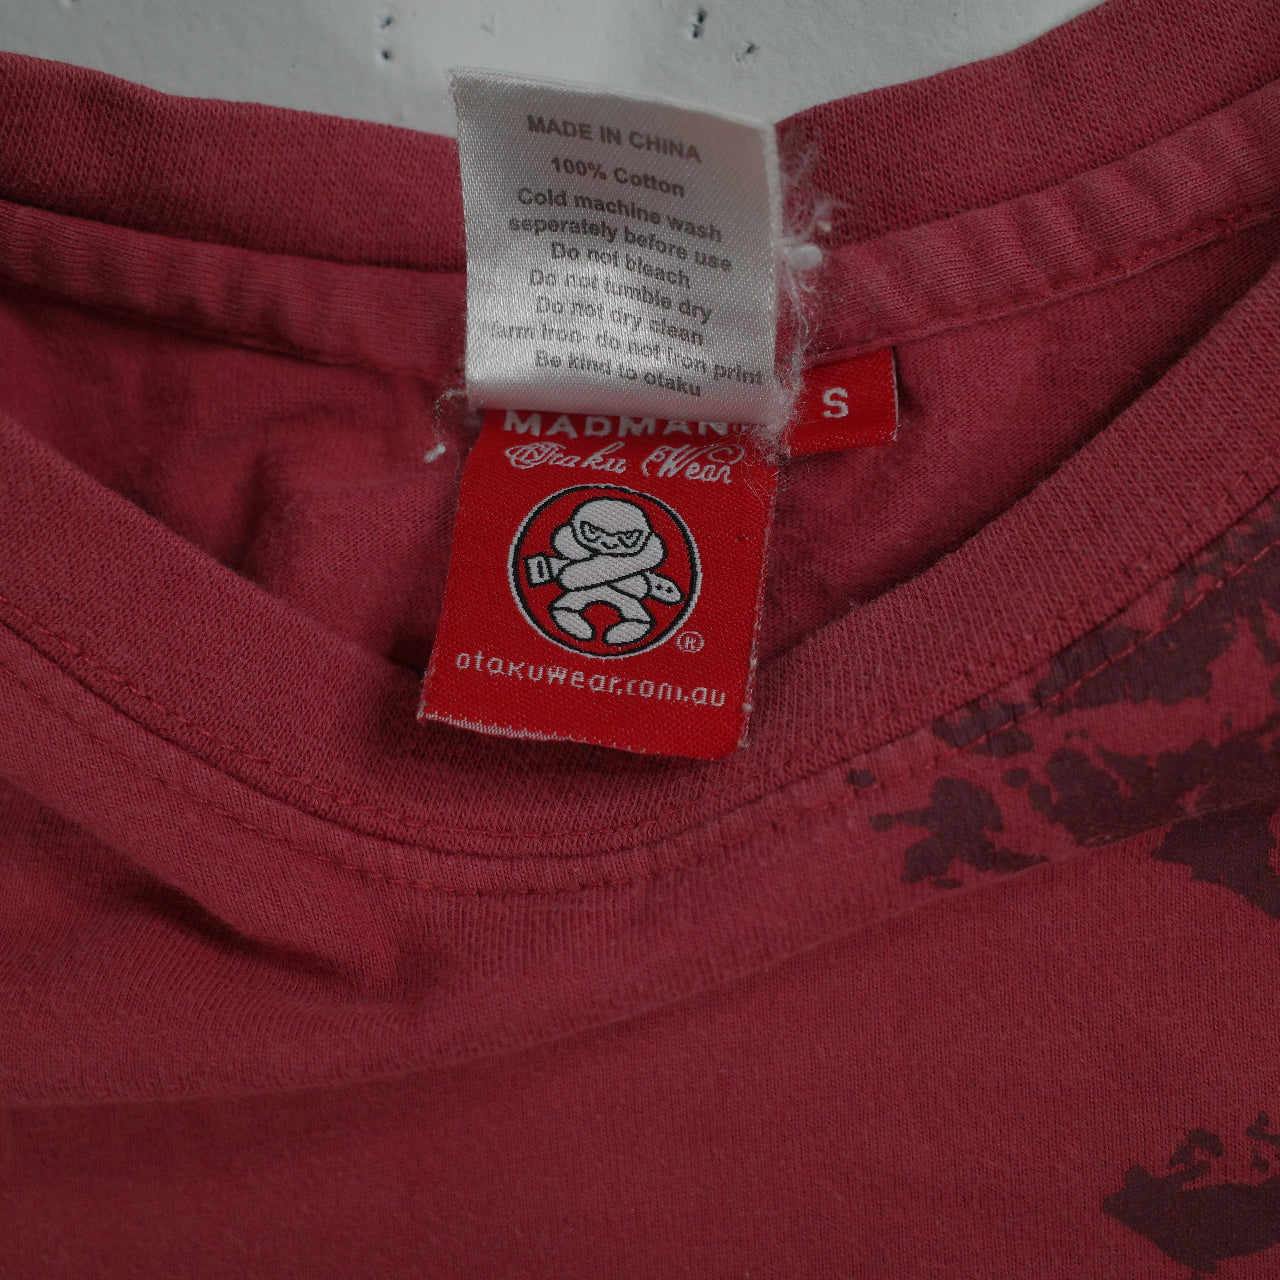 MADE IN CHINA
100% Cotton
Cold machine wash
seperately before use
Do not bleach
Do not tumble dry
Do not dry clean
arm Iron- do not Iron print
Be kind to otaku
S
MADMAN
Otaku Wear
®
otakuwear.com.au